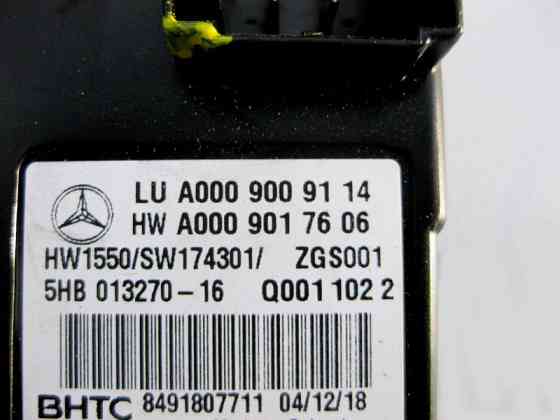 LU A000 900 91 14
HW A000 901 76 06
HW1550/SW174301/ ZGS001
5HB 013270-16 Q001 102 2
BHTC 8491807711 04/12/18